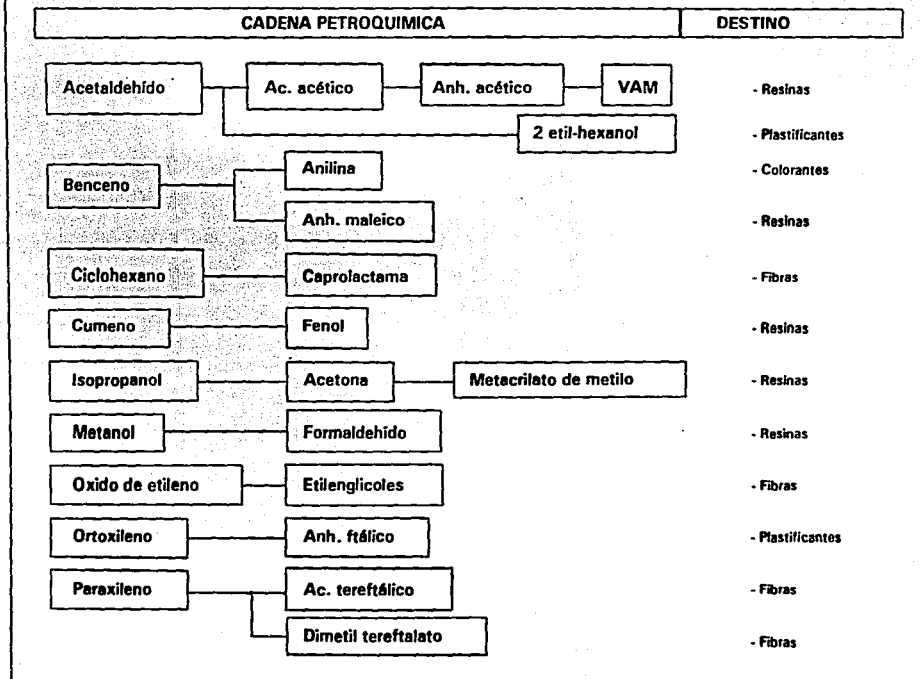 CADENA PETROQUIMICA DESTINO
Acetaldehído Ac. acético Anh. acético VAM - Resinas
2 etil-hexanol - Plastificantes
Anilina - Colorantes
Benceno
Anh. maleico - Resinas
Ciclohexano Caprolactama - Fibras
Cumeno Fenol - Resinas
Isopropanol Acetona Metacrilato de metilo - Resinas
Metanol Formaldehído - Resinas
Oxido de etileno Etilenglicoles - Fibras
Ortoxileno Anh. ftálico - Plastificantes
Paraxileno Ac. tereftálico - Fibras
Dimetil tereftalato - Fibras